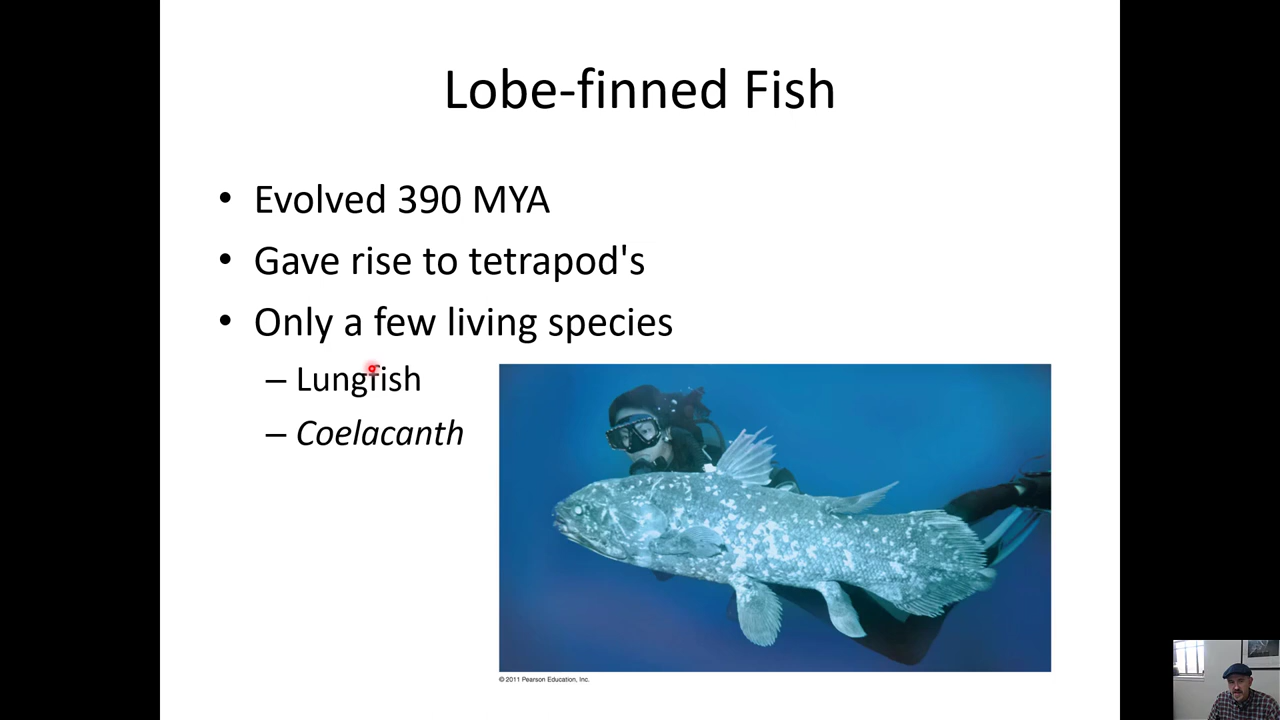 Lobe-finned Fish
• Evolved 390 MYA
• Gave rise to tetrapod's
• Only a few living species
– Lungfish
– Coelacanth
© 2011 Pearson Education, Inc.